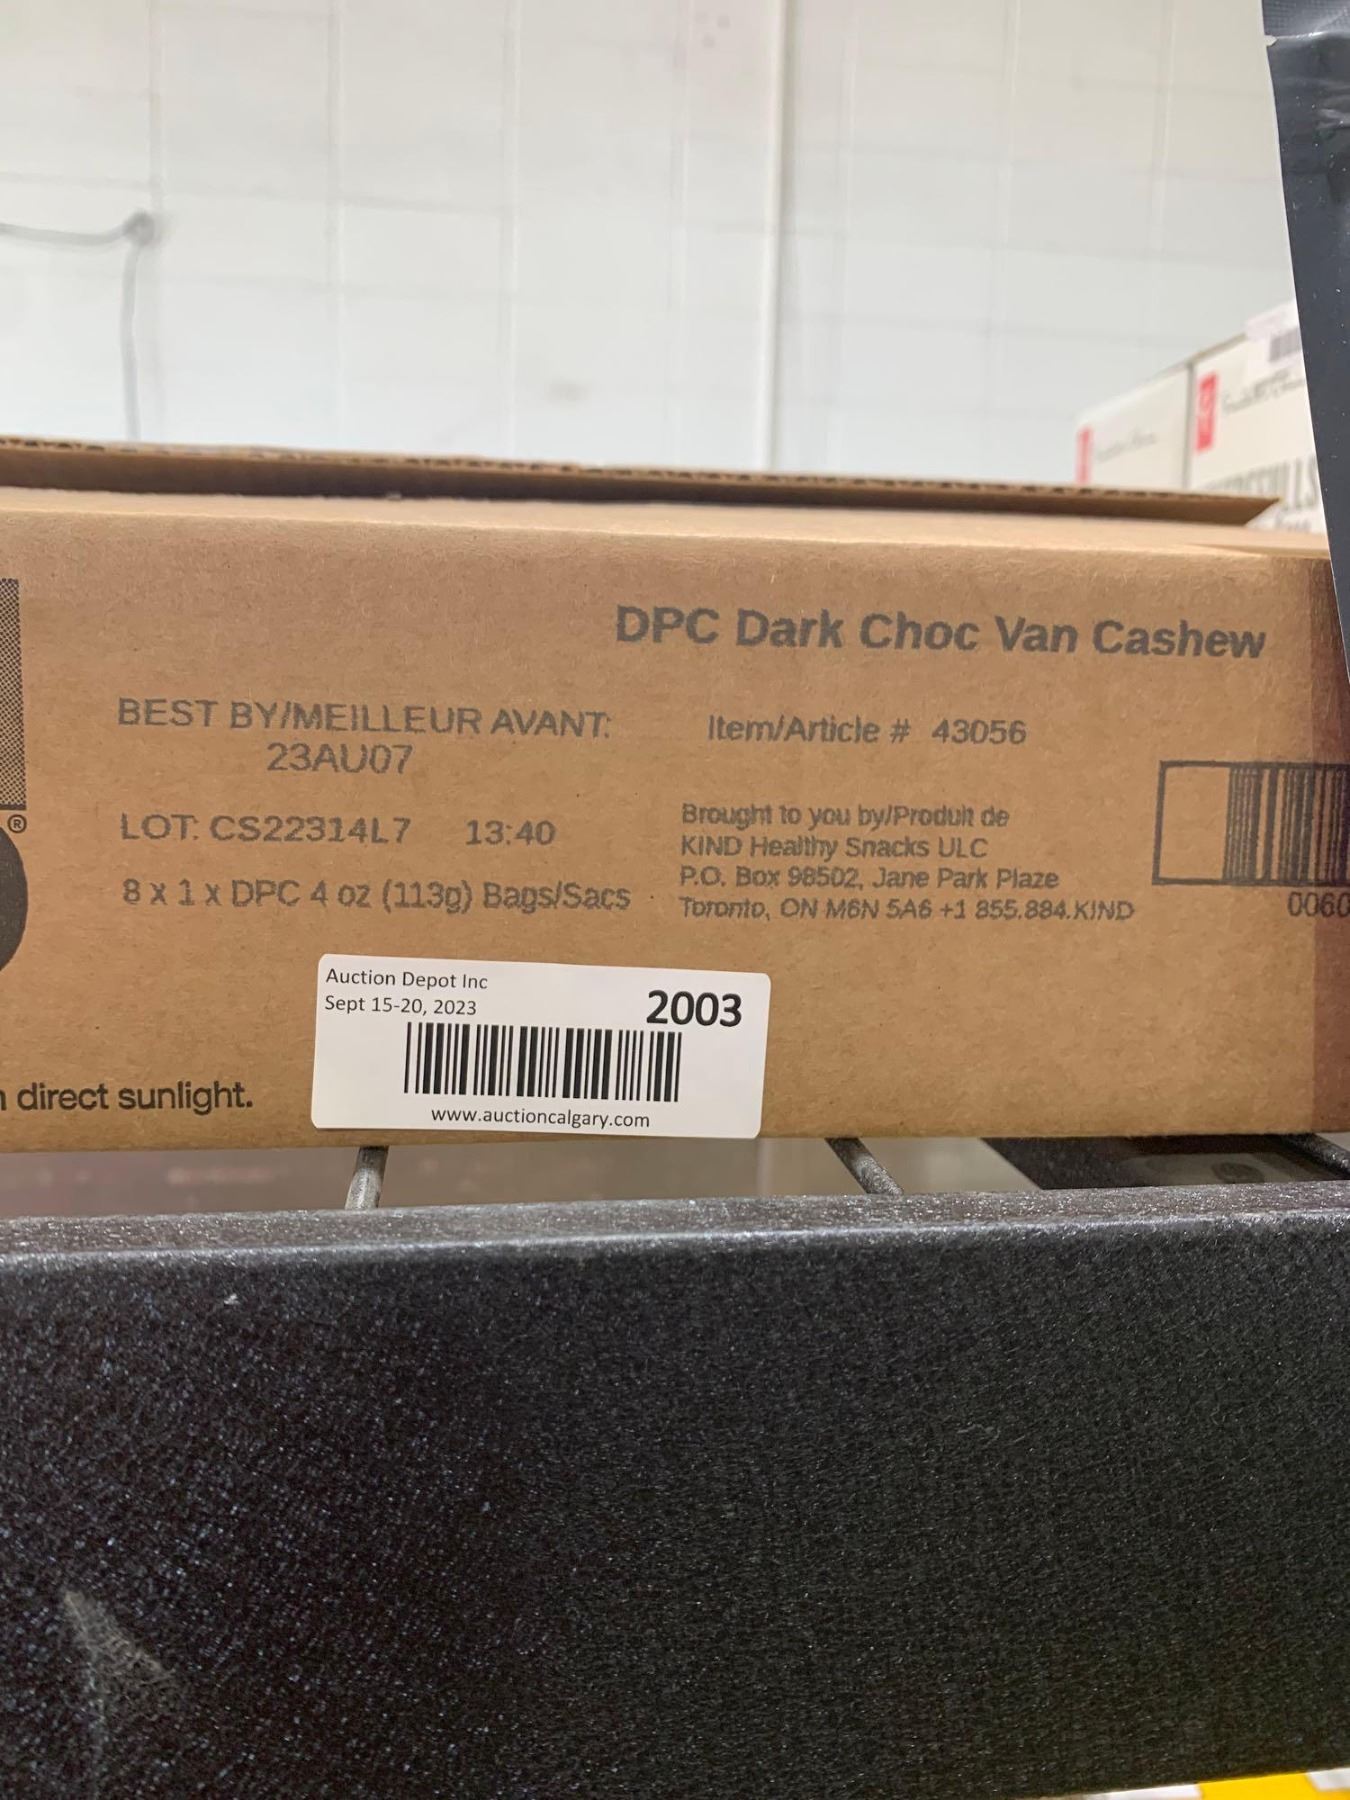 DPC Dark Choc Van Cashew
BEST BY/MEILLEUR AVANT:
23AU07
Item/Article # 43056
LOT: CS22314L7 13:40
8 x 1 x DPC 4 oz (113g) Bags/Sacs
Brought to you by/Produit de
KIND Healthy Snacks ULC
P.O. Box 98502, Jane Park Plaze
Toronto, ON M6N 5A6 +1 855.884.KIND
0060
®
direct sunlight.
Auction Depot Inc
Sept 15-20, 2023
2003
www.auctioncalgary.com